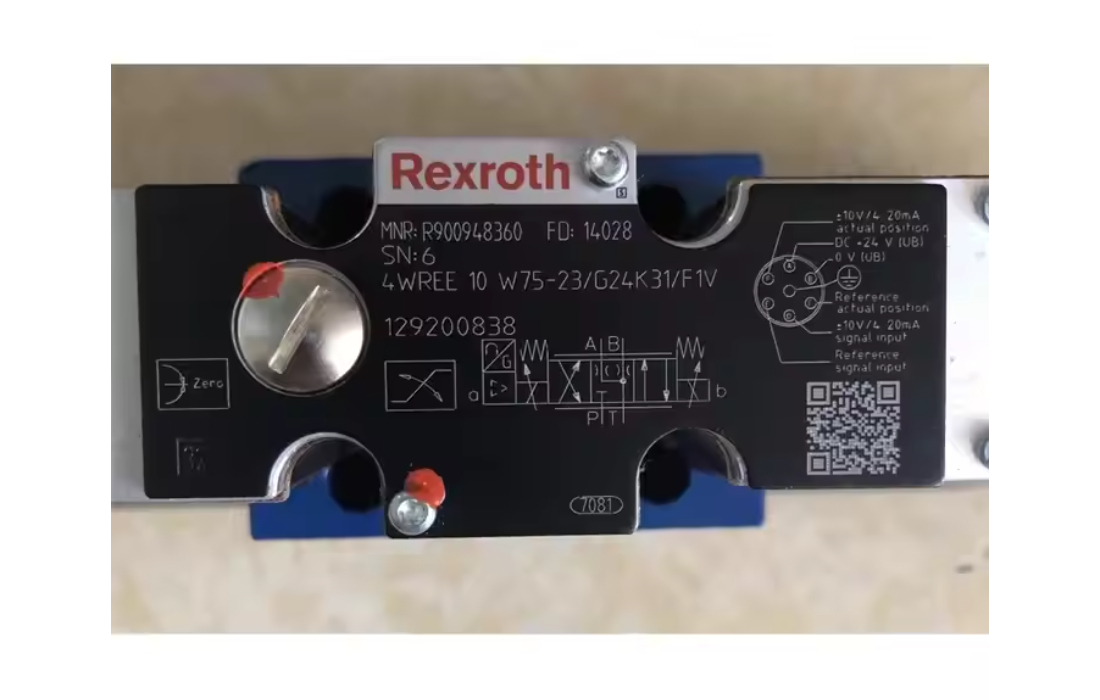 Rexroth
MNR: R900948360 FD: 14028
SN: 6
4WREE 10 W75-23/G24K31/F1V
129200838
Zero
G
A B
a
b
P T
7081
±10V/4 20mA
actual position
DC +24 V (UB)
0 V (UB)
Reference
actual position
±10V/4 20mA
signal input
Reference
signal input